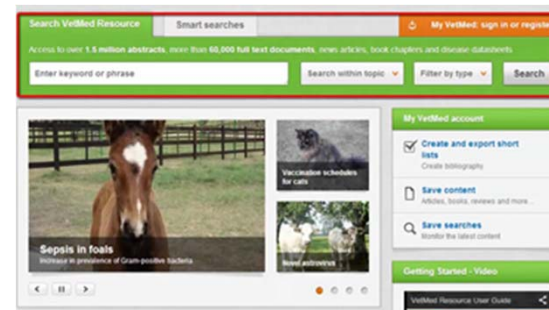 Search VetMed Resource
Smart searches
My VetMed: sign in or registe
Access to over 1.5 million abstracts, more than 60,000 full text documents, news articles, book chapters and disease datasheets
Enter keyword or phrase
Search within topic
Filter by type
Search
Sepsis in foals
Increase in prevalence of Gram-positive bacteria
Vaccination schedules
for cats
Novel astrovirus
My VetMed account
Create and export short
lists
Create bibliography
Save content
Articles, books, reviews and more...
Save searches
Monitor the latest content
Getting Started - Video
VetMed Resource User Guide